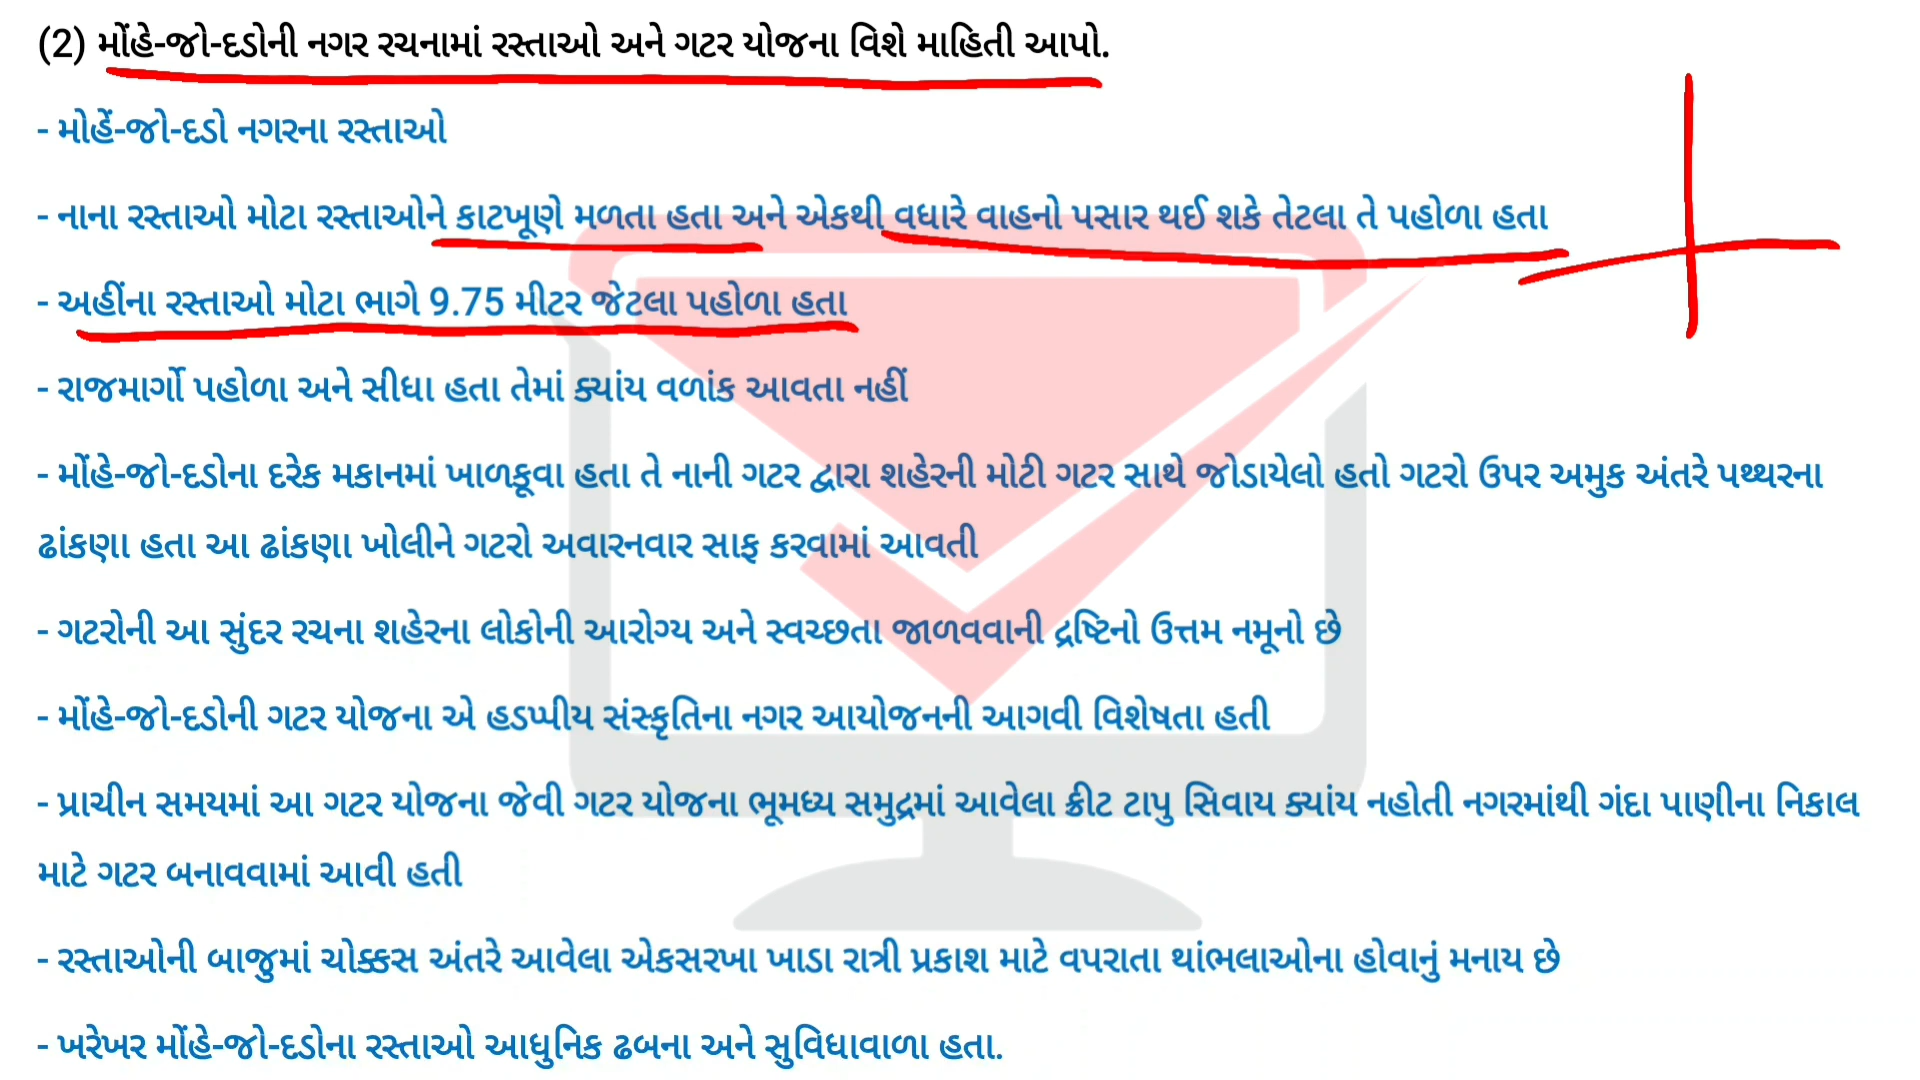 (2) મોંહે-જો-દડોની નગર રચનામાં રસ્તાઓ અને ગટર યોજના વિશે માહિતી આપો.
- મોહેં-જો-દડો નગરના રસ્તાઓ
- નાના રસ્તાઓ મોટા રસ્તાઓને કાટખૂણે મળતા હતા અને એકથી વધારે વાહનો પસાર થઈ શકે તેટલા તે પહોળા હતા
- અહીંના રસ્તાઓ મોટા ભાગે 9.75 મીટર જેટલા પહોળા હતા
- રાજમાર્ગો પહોળા અને સીધા હતા તેમાં ક્યાંય વળાંક આવતા નહીં
- મોંહે-જો-દડોના દરેક મકાનમાં ખાળકૂવા હતા તે નાની ગટર દ્વારા શહેરની મોટી ગટર સાથે જોડાયેલો હતો ગટરો ઉપર અમુક અંતરે પથ્થરના
ઢાંકણા હતા આ ઢાંકણા ખોલીને ગટરો અવારનવાર સાફ કરવામાં આવતી
- ગટરોની આ સુંદર રચના શહેરના લોકોની આરોગ્ય અને સ્વચ્છતા જાળવવાની દ્રષ્ટિનો ઉત્તમ નમૂનો છે
- મોંહે-જો-દડોની ગટર યોજના એ હડપ્પીય સંસ્કૃતિના નગર આયોજનની આગવી વિશેષતા હતી
- પ્રાચીન સમયમાં આ ગટર યોજના જેવી ગટર યોજના ભૂમધ્ય સમુદ્રમાં આવેલા ક્રીટ ટાપુ સિવાય ક્યાંય નહોતી નગરમાંથી ગંદા પાણીના નિકાલ
માટે ગટર બનાવવામાં આવી હતી
- રસ્તાઓની બાજુમાં ચોક્કસ અંતરે આવેલા એકસરખા ખાડા રાત્રી પ્રકાશ માટે વપરાતા થાંભલાઓના હોવાનું મનાય છે
- ખરેખર મોંહે-જો-દડોના રસ્તાઓ આધુનિક ઢબના અને સુવિધાવાળા હતા.